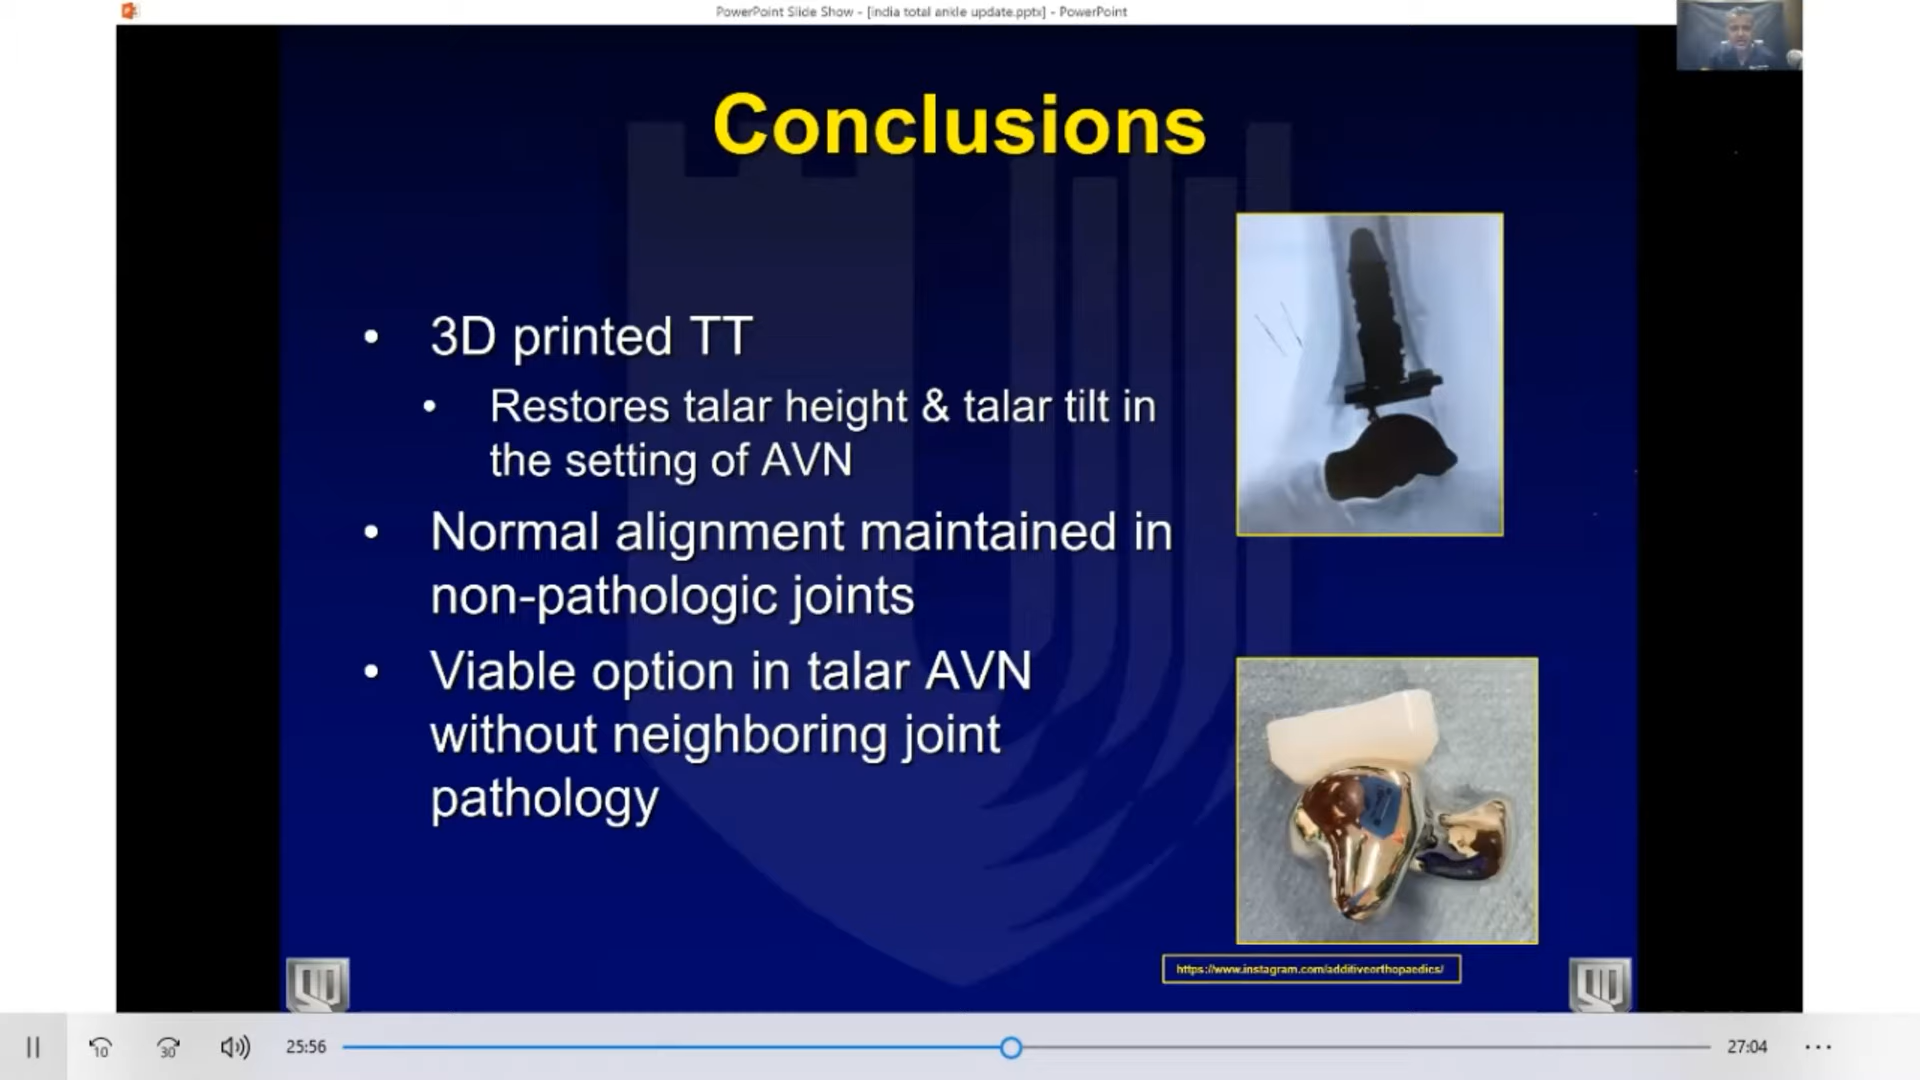 PowerPoint Slide Show - [india total ankle update.pptx] - PowerPoint
Conclusions
• 3D printed TT
• Restores talar height & talar tilt in
the setting of AVN
• Normal alignment maintained in
non-pathologic joints
• Viable option in talar AVN
without neighboring joint
pathology
https://www.instagram.com/additiveorthopaedics/
10
30
25:56
27:04